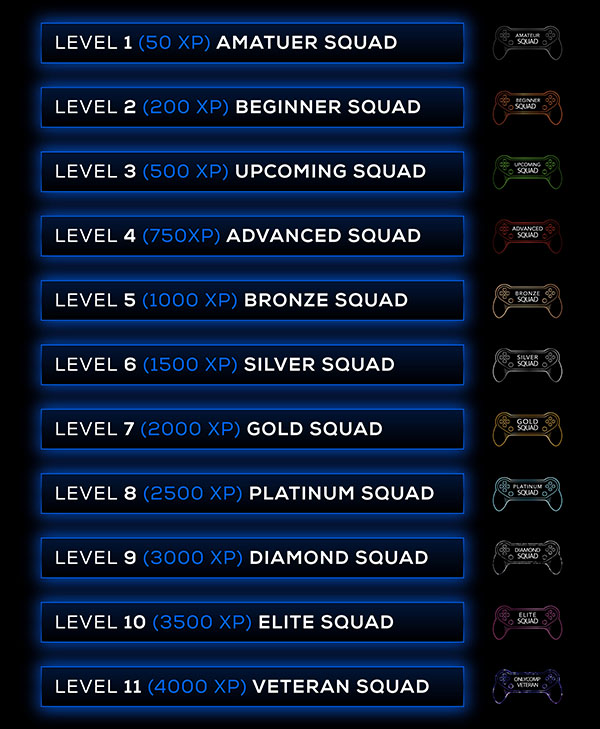 LEVEL 1 (50 XP) AMATUER SQUAD
AMATEUR
SQUAD
LEVEL 2 (200 XP) BEGINNER SQUAD
BEGINNER
SQUAD
LEVEL 3 (500 XP) UPCOMING SQUAD
UPCOMING
SQUAD
LEVEL 4 (750XP) ADVANCED SQUAD
ADVANCED
SQUAD
LEVEL 5 (1000 XP) BRONZE SQUAD
BRONZE
SQUAD
LEVEL 6 (1500 XP) SILVER SQUAD
SILVER
SQUAD
LEVEL 7 (2000 XP) GOLD SQUAD
GOLD
SQUAD
LEVEL 8 (2500 XP) PLATINUM SQUAD
PLATINUM
SQUAD
LEVEL 9 (3000 XP) DIAMOND SQUAD
DIAMOND
SQUAD
LEVEL 10 (3500 XP) ELITE SQUAD
ELITE
SQUAD
LEVEL 11 (4000 XP) VETERAN SQUAD
ONLYCOMP
VETERAN